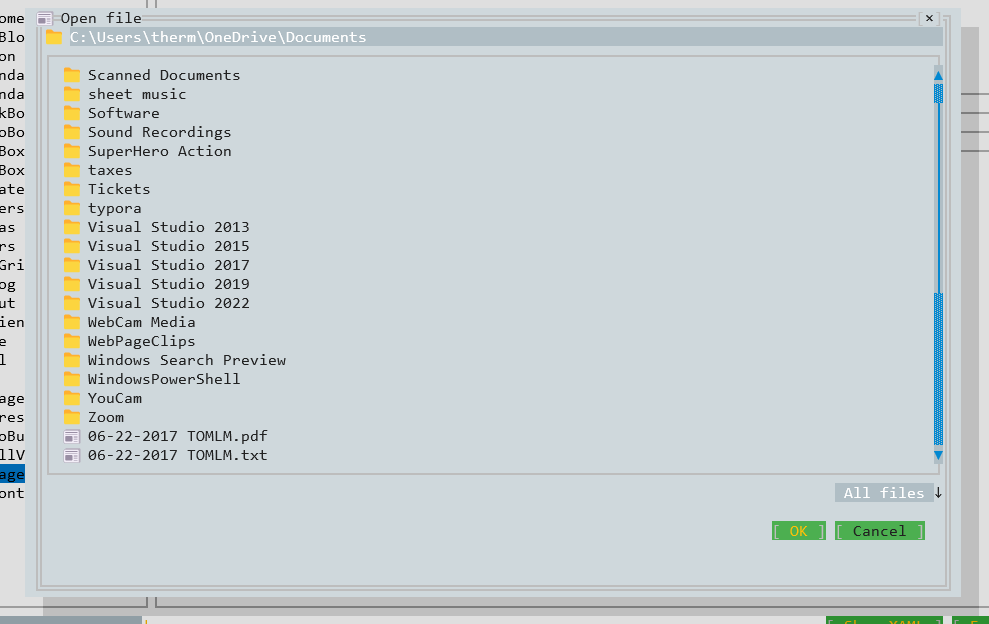 Open file
×
C:\Users\therm\OneDrive\Documents
Scanned Documents
sheet music
Software
Sound Recordings
SuperHero Action
taxes
Tickets
typora
Visual Studio 2013
Visual Studio 2015
Visual Studio 2017
Visual Studio 2019
Visual Studio 2022
WebCam Media
WebPageClips
Windows Search Preview
WindowsPowerShell
YouCam
Zoom
06-22-2017 TOMLM.pdf
06-22-2017 TOMLM.txt
All files ↓
[ OK ] [ Cancel ]
ome
Blo
on
nda
nda
kBo
oBo
Box
Box
ate
ers
as
rs
Gri
og
ut
ien
e
l
age
res
oBu
llV
age
ont